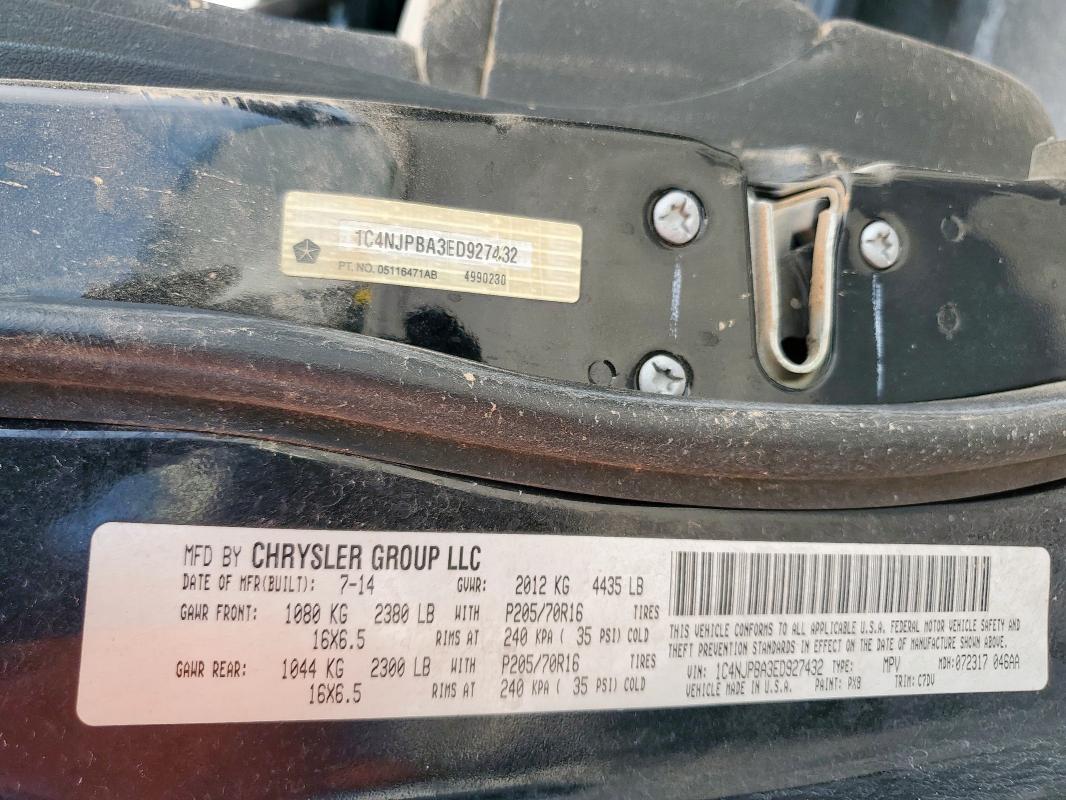 1C4NJPBA3ED927432
PT. NO. 05116471AB 4990230
MFD BY CHRYSLER GROUP LLC
DATE OF MFR(BUILT): 7-14 GVWR: 2012 KG 4435 LB
GAWR FRONT: 1080 KG 2380 LB WITH P205/70R16 TIRES
16X6.5 RIMS AT 240 KPA ( 35 PSI) COLD
GAWR REAR: 1044 KG 2300 LB WITH P205/70R16 TIRES
16X6.5 RIMS AT 240 KPA ( 35 PSI) COLD
THIS VEHICLE CONFORMS TO ALL APPLICABLE U.S.A. FEDERAL MOTOR VEHICLE SAFETY AND
THEFT PREVENTION STANDARDS IN EFFECT ON THE DATE OF MANUFACTURE SHOWN ABOVE.
VIN: 1C4NJPBA3ED927432 TYPE: MPV MDH:072317 046AA
VEHICLE MADE IN U.S.A. PAINT: PX8 TRIM: C7DV